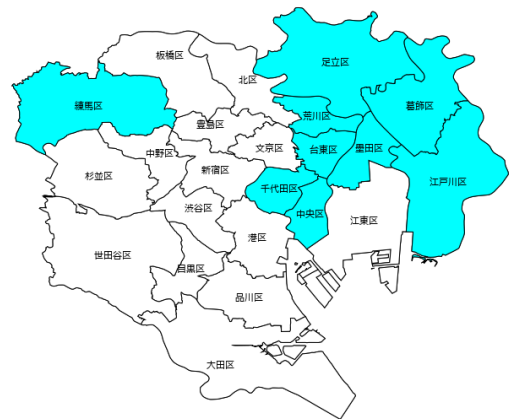 板橋区
足立区
北区
練馬区
葛飾区
荒川区
豊島区
文京区
台東区
墨田区
中野区
新宿区
杉並区
千代田区
江戸川区
渋谷区
中央区
江東区
港区
世田谷区
目黒区
品川区
大田区